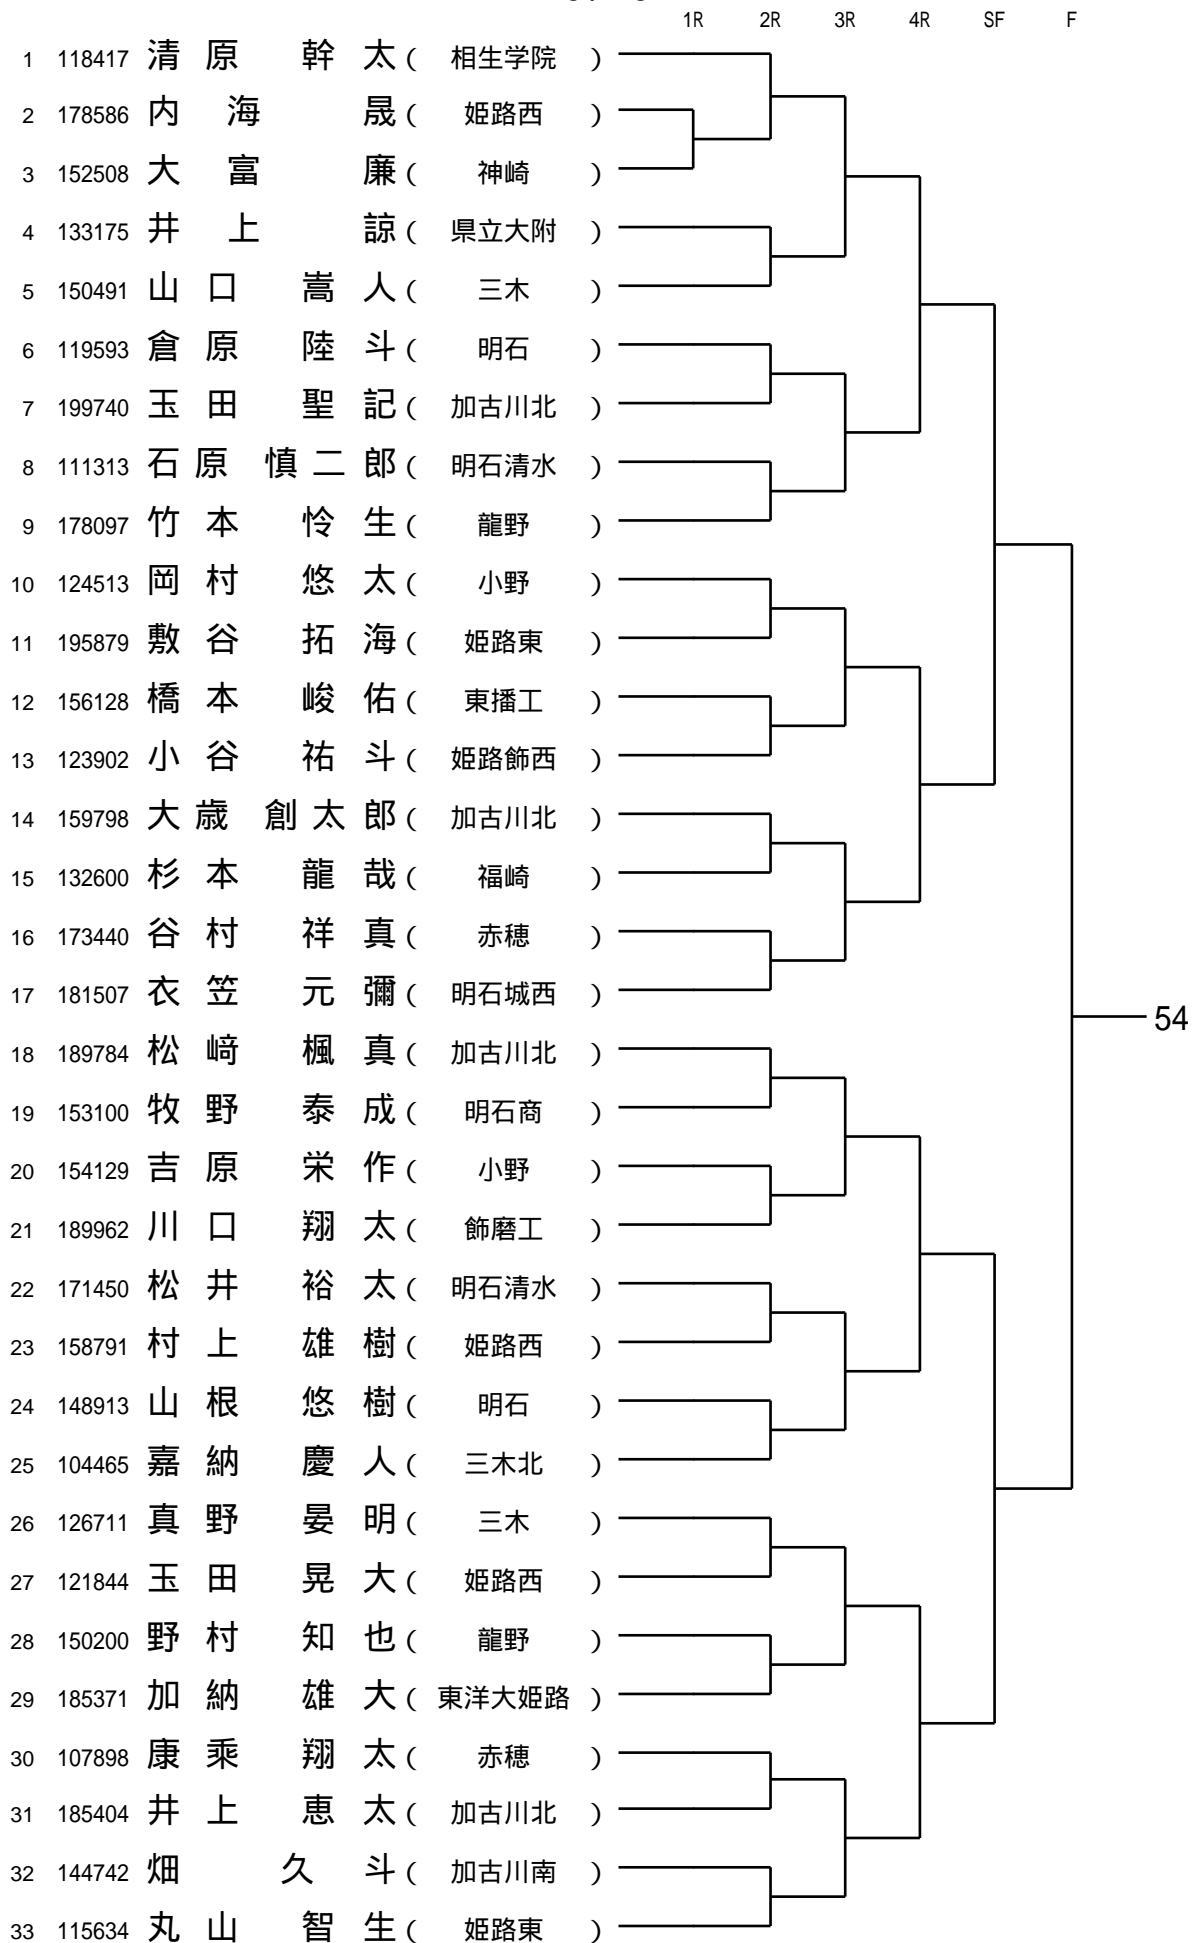 1R 2R 3R 4R SF F
1 118417 清原 幹太 ( 相生学院 )
2 178586 内海 晟 ( 姫路西 )
3 152508 大富 廉 ( 神崎 )
4 133175 井上 諒 ( 県立大附 )
5 150491 山口 嵩人 ( 三木 )
6 119593 倉原 陸斗 ( 明石 )
7 199740 玉田 聖記 ( 加古川北 )
8 111313 石原 慎二郎 ( 明石清水 )
9 178097 竹本 怜生 ( 龍野 )
10 124513 岡村 悠太 ( 小野 )
11 195879 敷谷 拓海 ( 姫路東 )
12 156128 橋本 峻佑 ( 東播工 )
13 123902 小谷 祐斗 ( 姫路飾西 )
14 159798 大歳 創太郎 ( 加古川北 )
15 132600 杉本 龍哉 ( 福崎 )
16 173440 谷村 祥真 ( 赤穂 )
17 181507 衣笠 元彌 ( 明石城西 )
54
18 189784 松﨑 楓真 ( 加古川北 )
19 153100 牧野 泰成 ( 明石商 )
20 154129 吉原 栄作 ( 小野 )
21 189962 川口 翔太 ( 飾磨工 )
22 171450 松井 裕太 ( 明石清水 )
23 158791 村上 雄樹 ( 姫路西 )
24 148913 山根 悠樹 ( 明石 )
25 104465 嘉納 慶人 ( 三木北 )
26 126711 真野 晏明 ( 三木 )
27 121844 玉田 晃大 ( 姫路西 )
28 150200 野村 知也 ( 龍野 )
29 185371 加納 雄大 ( 東洋大姫路 )
30 107898 康乘 翔太 ( 赤穂 )
31 185404 井上 恵太 ( 加古川北 )
32 144742 畑 久斗 ( 加古川南 )
33 115634 丸山 智生 ( 姫路東 )